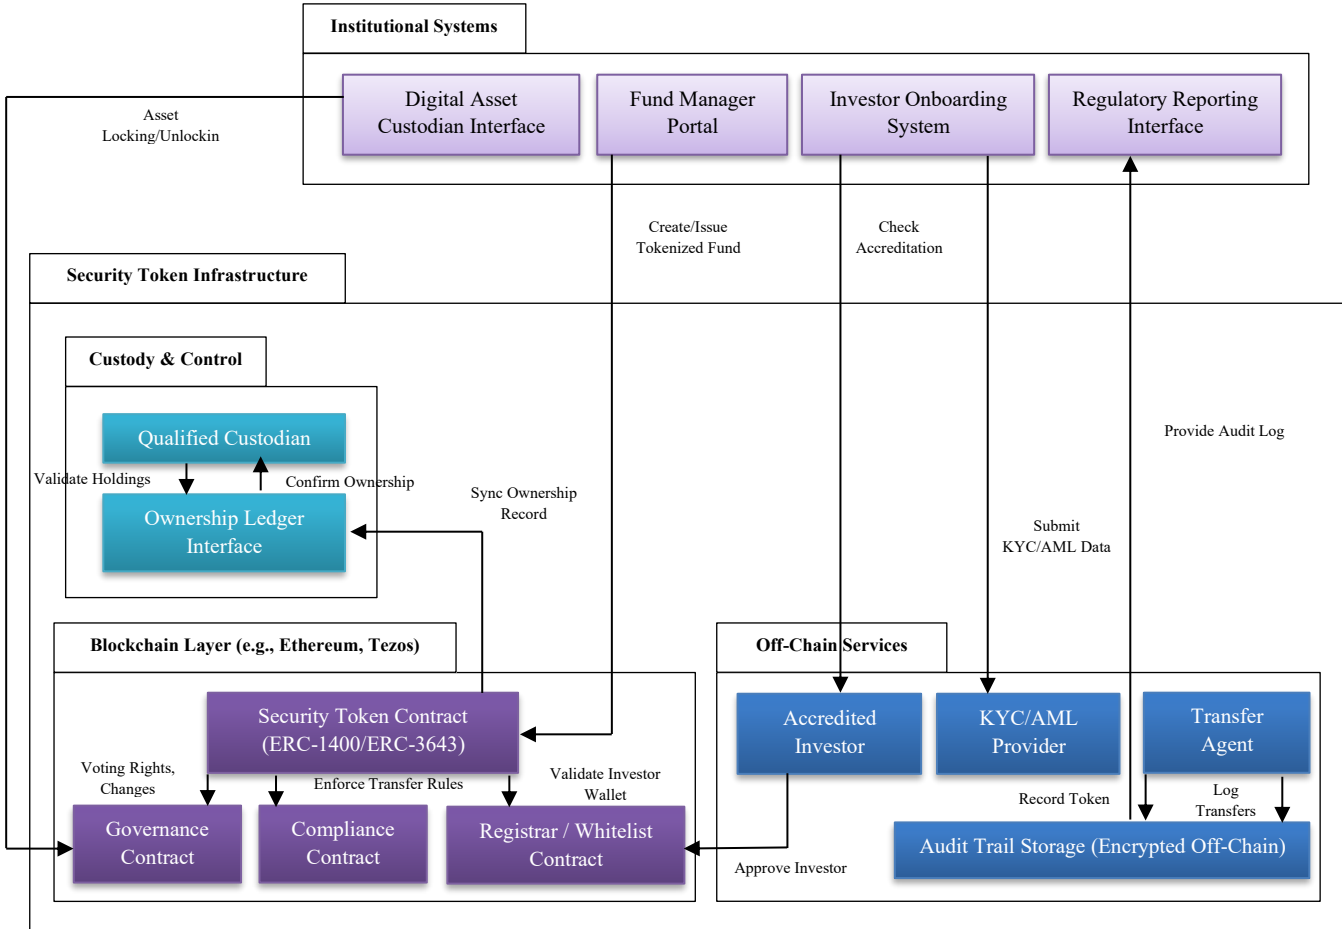 Institutional Systems
Digital Asset
Custodian Interface
Fund Manager
Portal
Investor Onboarding
System
Regulatory Reporting
Interface
Asset
Locking/Unlockin
Create/Issue
Tokenized Fund
Check
Accreditation
Security Token Infrastructure
Custody & Control
Qualified Custodian
Validate Holdings
Confirm Ownership
Ownership Ledger
Interface
Sync Ownership
Record
Provide Audit Log
Submit
KYC/AML Data
Blockchain Layer (e.g., Ethereum, Tezos)
Security Token Contract
(ERC-1400/ERC-3643)
Voting Rights,
Changes
Enforce Transfer Rules
Validate Investor
Wallet
Governance
Contract
Compliance
Contract
Registrar / Whitelist
Contract
Off-Chain Services
Accredited
Investor
KYC/AML
Provider
Transfer
Agent
Record Token
Log
Transfers
Approve Investor
Audit Trail Storage (Encrypted Off-Chain)